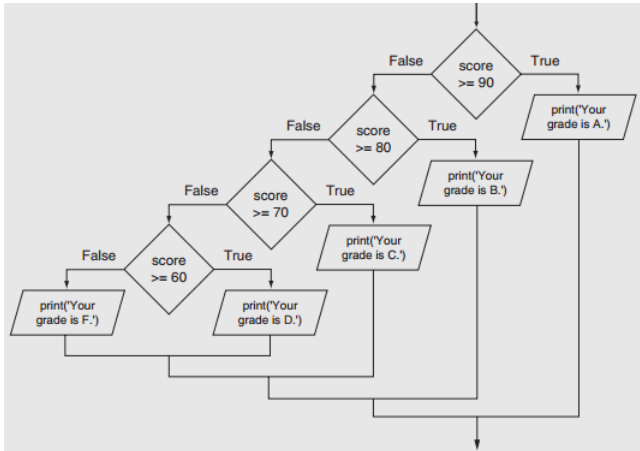 False
True
score
>= 90
print('Your
grade is A.')
False
True
score
>= 80
print('Your
grade is B.')
False
True
score
>= 70
print('Your
grade is C.')
False
True
score
>= 60
print('Your
grade is F.')
print('Your
grade is D.')